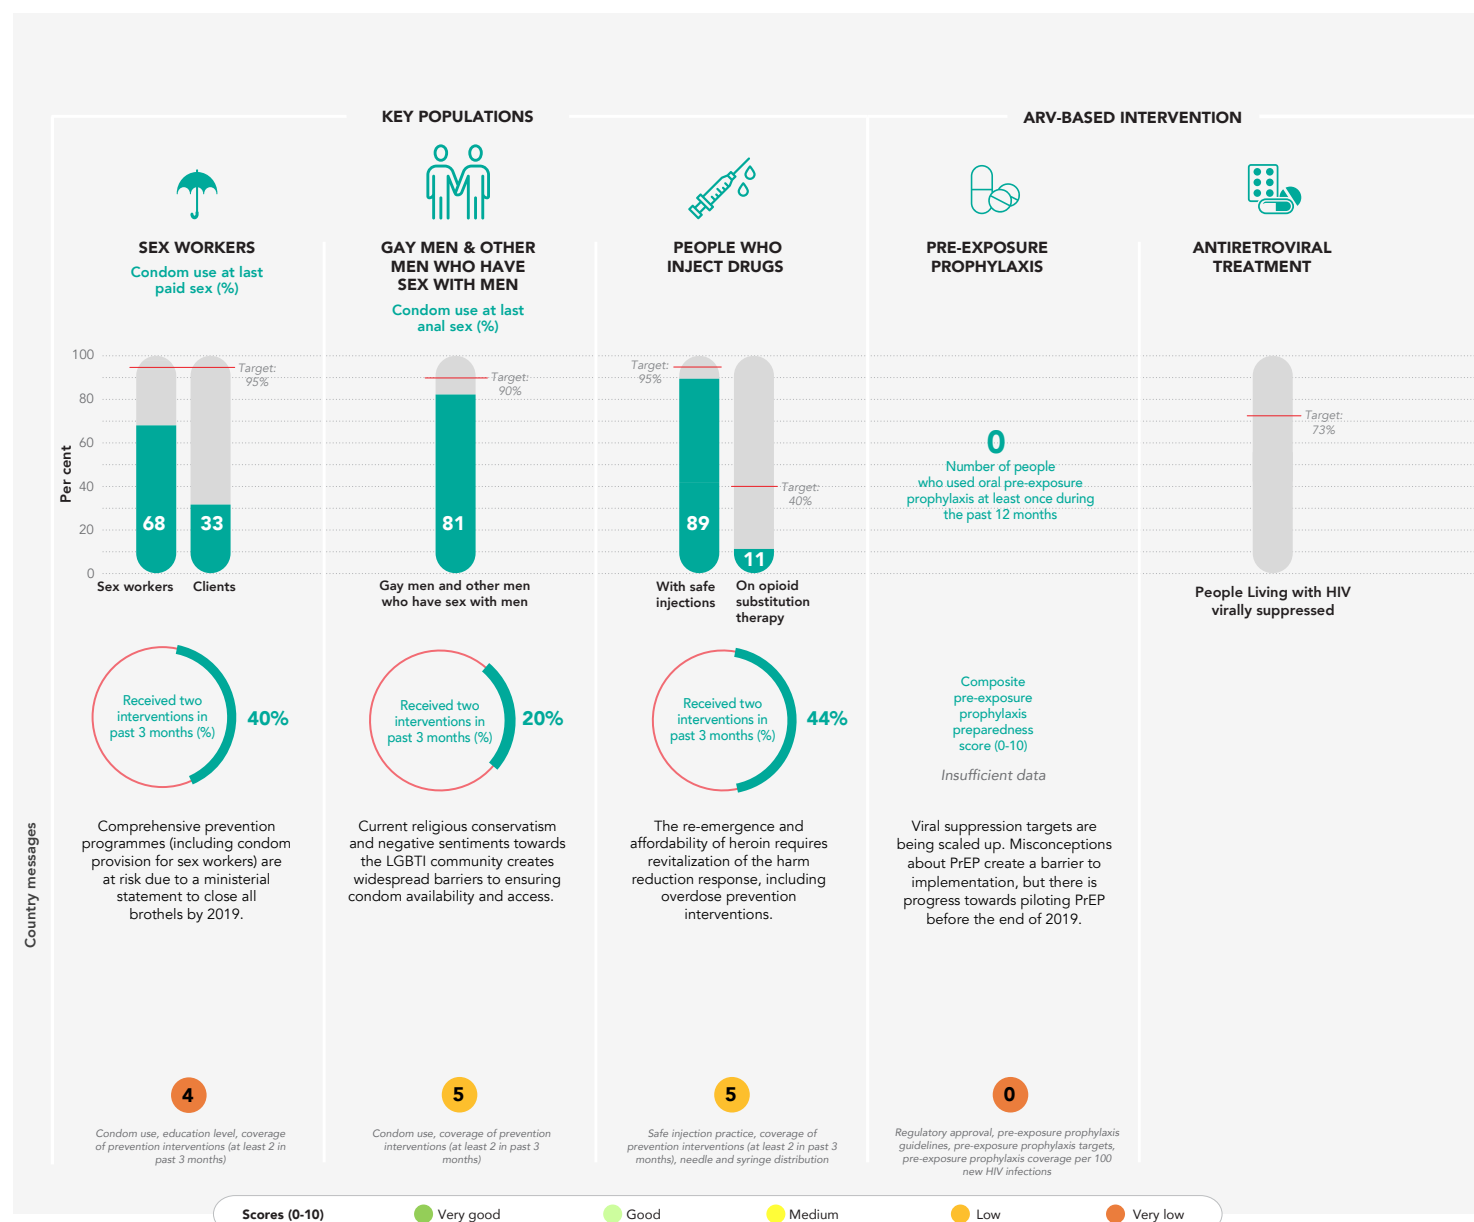 KEY POPULATIONS
ARV-BASED INTERVENTION
SEX WORKERS
Condom use at last
paid sex (%)
GAY MEN & OTHER
MEN WHO HAVE
SEX WITH MEN
Condom use at last
anal sex (%)
PEOPLE WHO
INJECT DRUGS
PRE-EXPOSURE
PROPHYLAXIS
ANTIRETROVIRAL
TREATMENT
Per cent
100
80
60
40
20
0
Target:
95%
68
33
Sex workers
Clients
Target:
90%
81
Gay men and other men
who have sex with men
Target:
95%
89
With safe
injections
Target:
40%
11
On opioid
substitution
therapy
0
Number of people
who used oral pre-exposure
prophylaxis at least once during
the past 12 months
Target:
73%
People Living with HIV
virally suppressed
Received two
interventions in
past 3 months (%)
40%
Received two
interventions in
past 3 months (%)
20%
Received two
interventions in
past 3 months (%)
44%
Composite
pre-exposure
prophylaxis
preparedness
score (0-10)
Insufficient data
Country messages
Comprehensive prevention
programmes (including condom
provision for sex workers) are
at risk due to a ministerial
statement to close all
brothels by 2019.
Current religious conservatism
and negative sentiments towards
the LGBTI community creates
widespread barriers to ensuring
condom availability and access.
The re-emergence and
affordability of heroin requires
revitalization of the harm
reduction response, including
overdose prevention
interventions.
Viral suppression targets are
being scaled up. Misconceptions
about PrEP create a barrier to
implementation, but there is
progress towards piloting PrEP
before the end of 2019.
4
Condom use, education level, coverage
of prevention interventions (at least 2 in
past 3 months)
5
Condom use, coverage of prevention
interventions (at least 2 in past 3
months)
5
Safe injection practice, coverage of
prevention interventions (at least 2 in past 3
months), needle and syringe distribution
0
Regulatory approval, pre-exposure prophylaxis
guidelines, pre-exposure prophylaxis targets,
pre-exposure prophylaxis coverage per 100
new HIV infections
Scores (0-10)
Very good
Good
Medium
Low
Very low